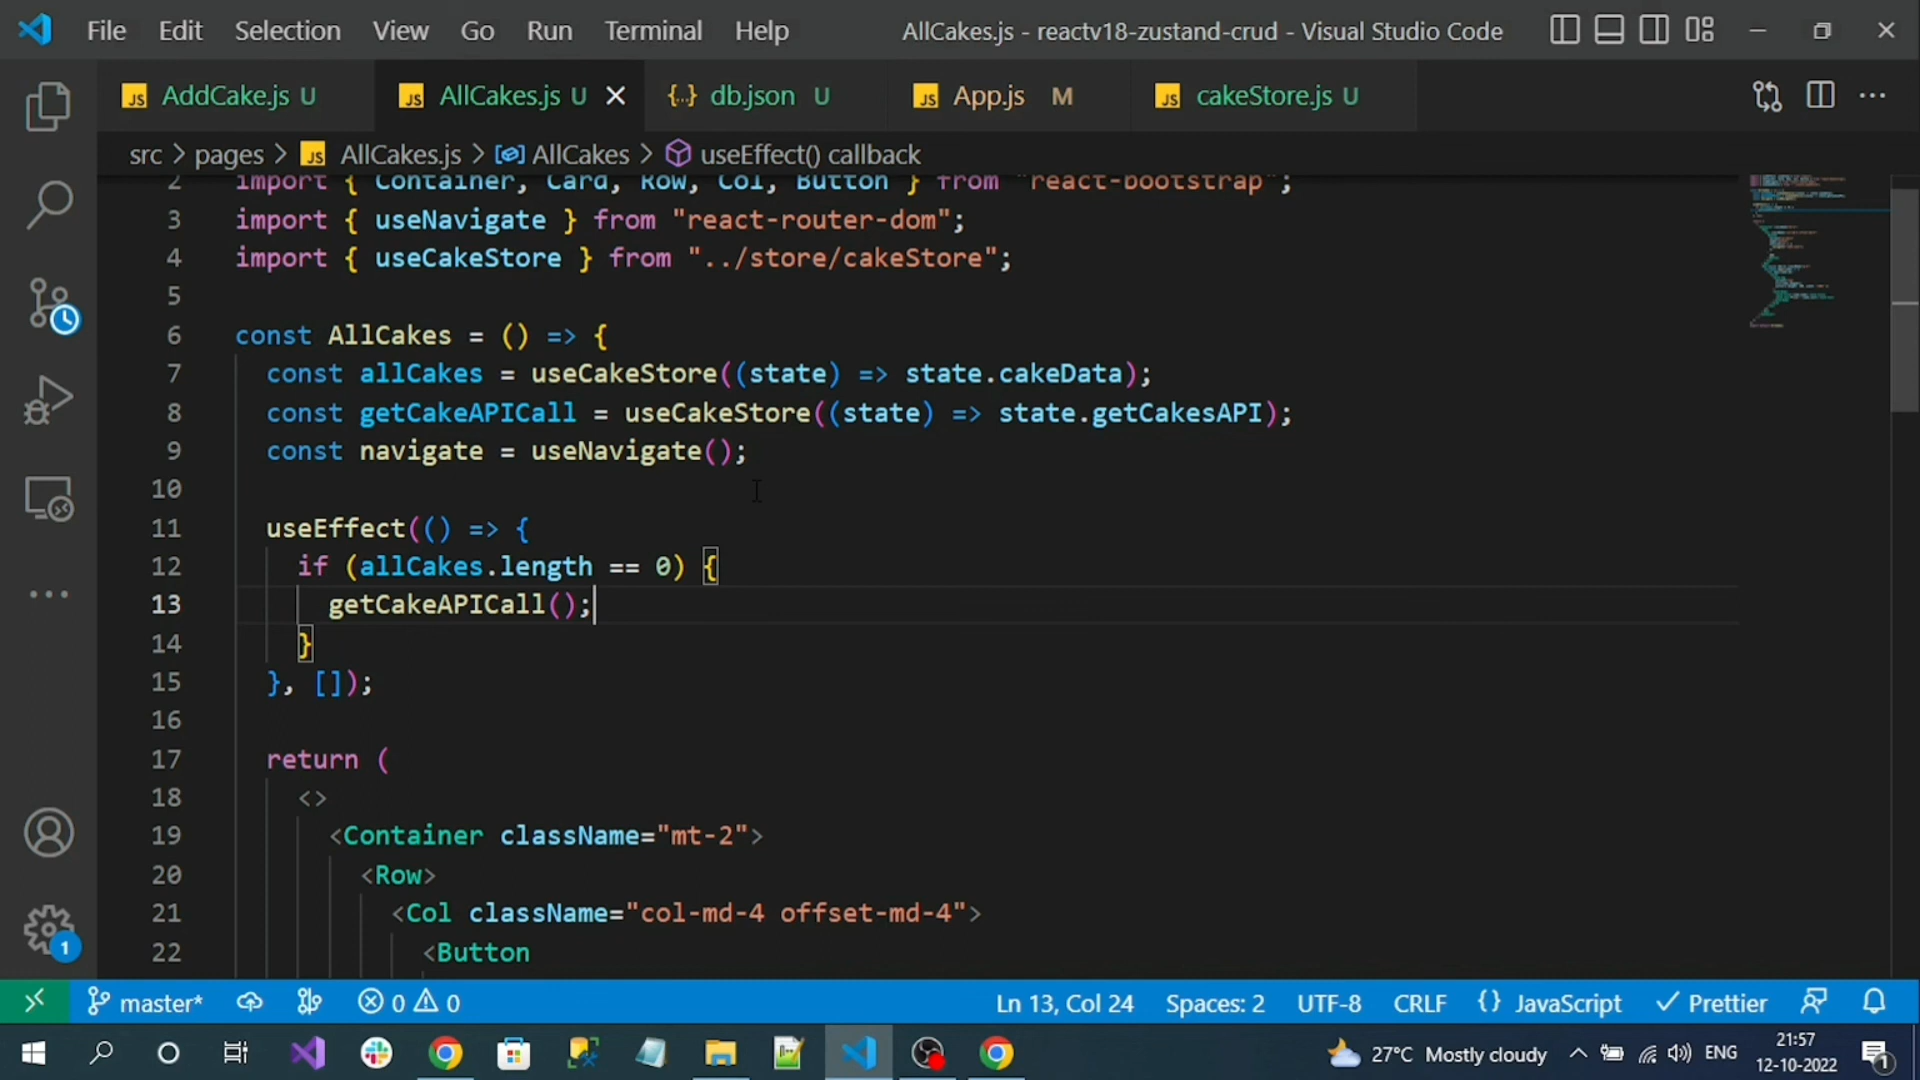 File Edit Selection View Go Run Terminal Help AllCakes.js - reactv18-zustand-crud - Visual Studio Code
JS AddCake.js U JS AllCakes.js U {..} db.json U JS App.js M JS cakeStore.js U
src > pages > JS AllCakes.js > AllCakes > useEffect() callback
2 import { Container, Card, Row, Col, Button } from "react-bootstrap";
3 import { useNavigate } from "react-router-dom";
4 import { useCakeStore } from "../store/cakeStore";
5
6 const AllCakes = () => {
7 const allCakes = useCakeStore((state) => state.cakeData);
8 const getCakeAPICall = useCakeStore((state) => state.getCakesAPI);
9 const navigate = useNavigate();
10
11 useEffect(() => {
12 if (allCakes.length == 0) {
13 getCakeAPICall();
14 }
15 }, []);
16
17 return (
18 <>
19 <Container className="mt-2">
20 <Row>
21 <Col className="col-md-4 offset-md-4">
22 <Button
1
master* 0 0 Ln 13, Col 24 Spaces: 2 UTF-8 CRLF {} JavaScript Prettier
27°C Mostly cloudy ENG 21:57
12-10-2022
1